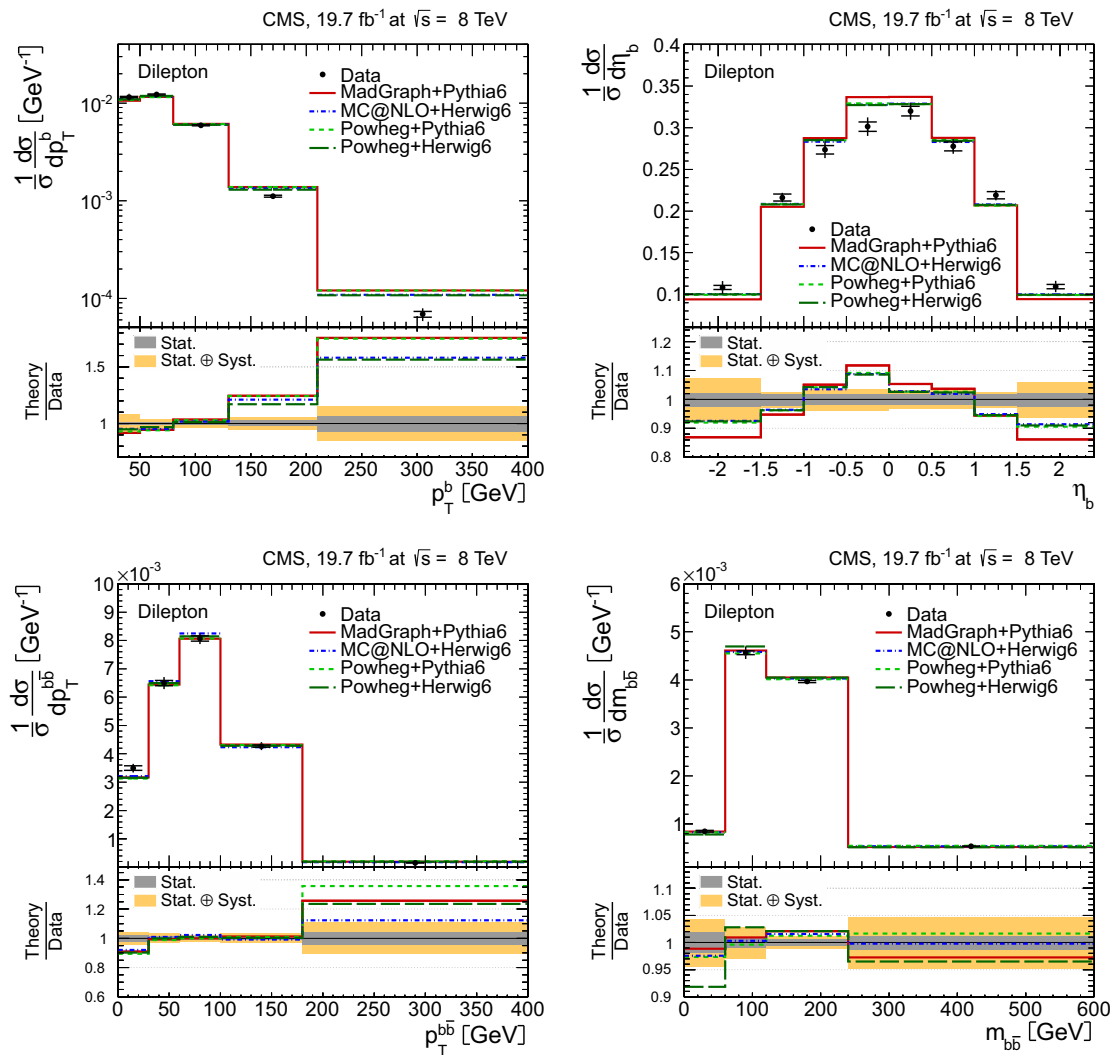 CMS, 19.7 fb⁻¹ at √s = 8 TeV
Dilepton
Data
MadGraph+Pythia6
MC@NLO+Herwig6
Powheg+Pythia6
Powheg+Herwig6
1/σ dσ/dp_T^b [GeV⁻¹]
10⁻²
10⁻³
10⁻⁴
Stat.
Stat. ⊕ Syst.
Theory/Data
1.5
1
50 100 150 200 250 300 350 400
p_T^b [GeV]
CMS, 19.7 fb⁻¹ at √s = 8 TeV
Dilepton
1/σ dσ/dη_b
0.4
0.35
0.3
0.25
0.2
0.15
0.1
Data
MadGraph+Pythia6
MC@NLO+Herwig6
Powheg+Pythia6
Powheg+Herwig6
Stat.
Stat. ⊕ Syst.
Theory/Data
1.2
1.1
1.0
0.9
0.8
-2 -1.5 -1 -0.5 0 0.5 1 1.5 2
η_b
CMS, 19.7 fb⁻¹ at √s = 8 TeV
×10⁻³
Dilepton
Data
MadGraph+Pythia6
MC@NLO+Herwig6
Powheg+Pythia6
Powheg+Herwig6
1/σ dσ/dp_T^{bb̄} [GeV⁻¹]
10
9
8
7
6
5
4
3
2
1
Stat.
Stat. ⊕ Syst.
Theory/Data
1.4
1.2
1.0
0.8
0.6
0 50 100 150 200 250 300 350 400
p_T^{bb̄} [GeV]
CMS, 19.7 fb⁻¹ at √s = 8 TeV
×10⁻³
Dilepton
Data
MadGraph+Pythia6
MC@NLO+Herwig6
Powheg+Pythia6
Powheg+Herwig6
1/σ dσ/dm_{bb̄} [GeV⁻¹]
6
5
4
3
2
1
Stat.
Stat. ⊕ Syst.
Theory/Data
1.1
1.05
1
0.95
0.9
0 100 200 300 400 500 600
m_{bb̄} [GeV]